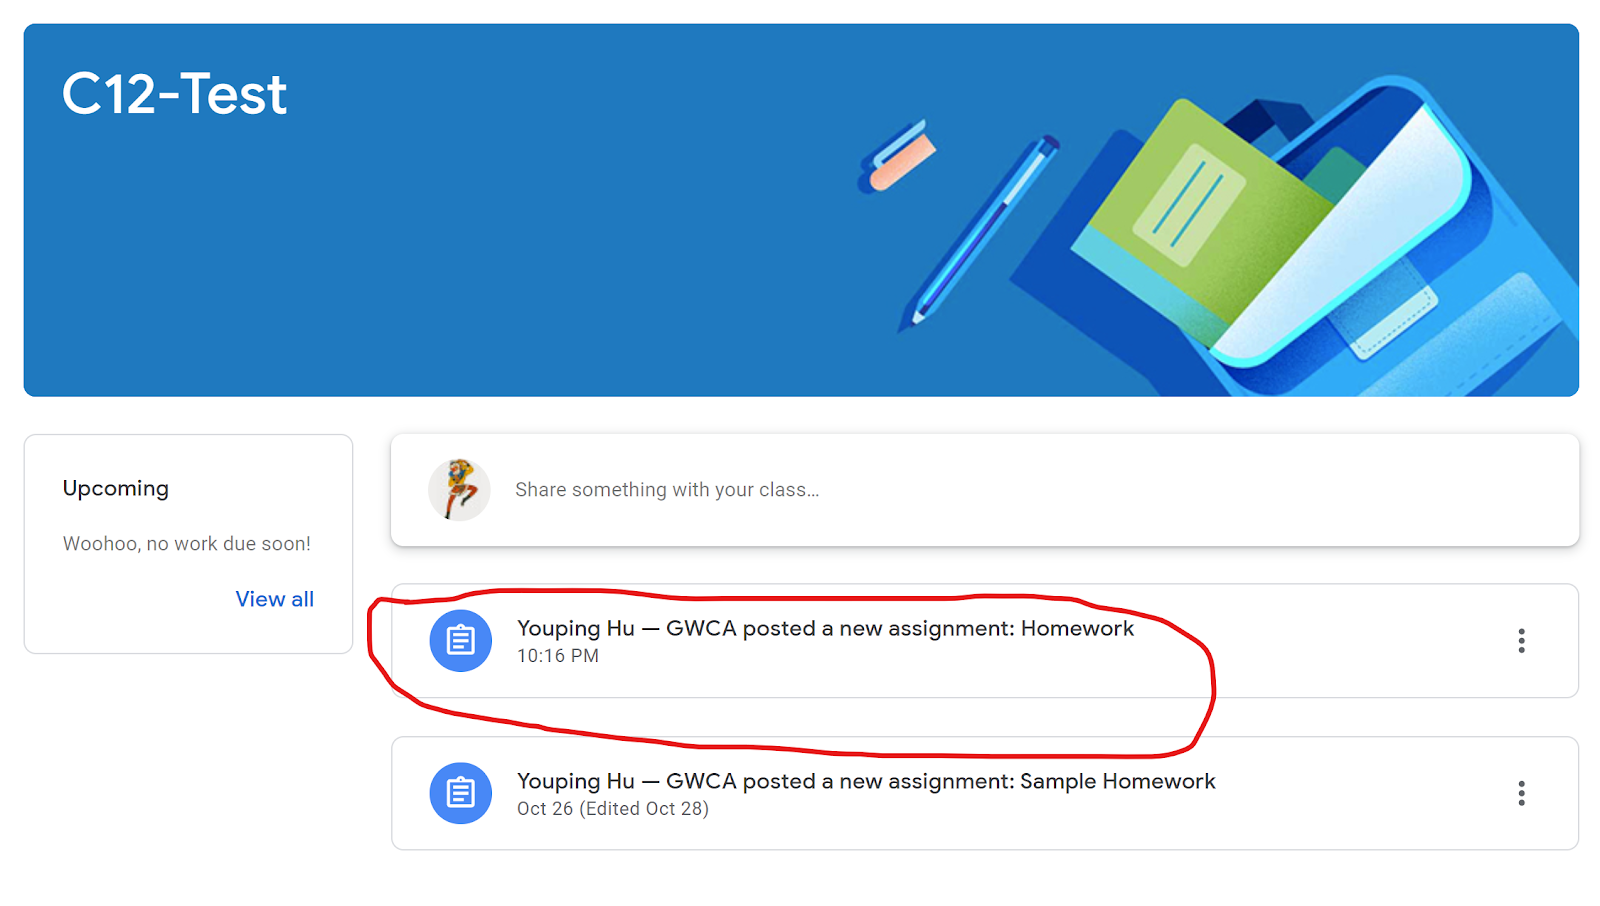 C12-Test
Upcoming
Woohoo, no work due soon!
View all
Share something with your class...
Youping Hu — GWCA posted a new assignment: Homework
10:16 PM
Youping Hu — GWCA posted a new assignment: Sample Homework
Oct 26 (Edited Oct 28)